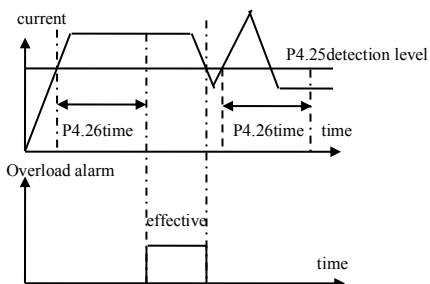 current
P4.25detection level
P4.26time
P4.26time
time
Overload alarm
effective
time